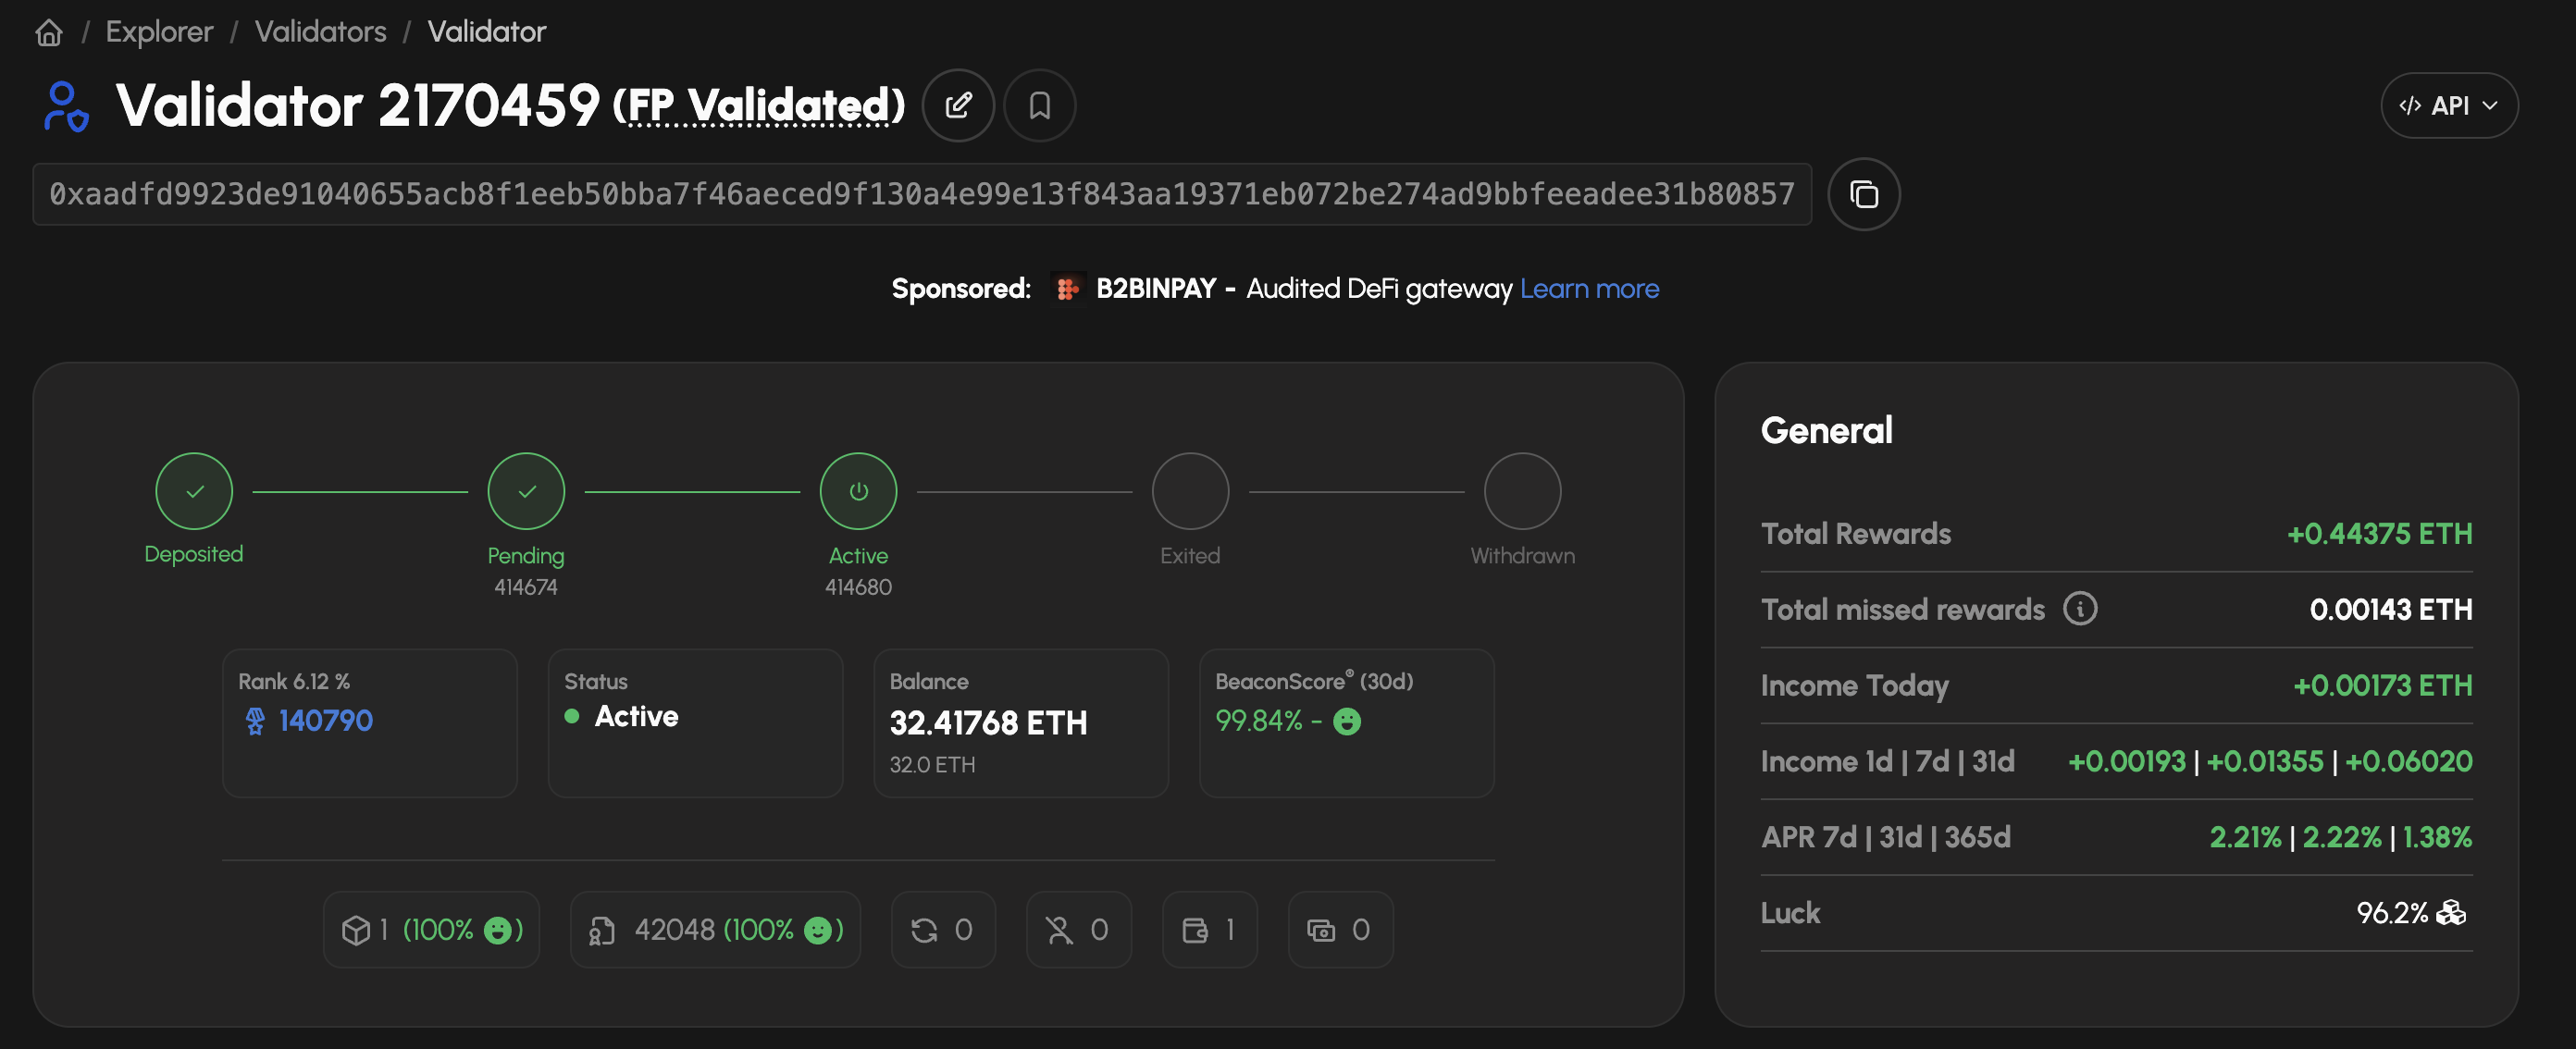 / Explorer / Validators / Validator
Validator 2170459 (FP Validated)
</> API
0xaadfd9923de91040655acb8f1eeb50bba7f46aeced9f130a4e99e13f843aa19371eb072be274ad9bbfeeadee31b80857
Sponsored: B2BINPAY - Audited DeFi gateway Learn more
Deposited
Pending
414674
Active
414680
Exited
Withdrawn
Rank 6.12 %
140790
Status
Active
Balance
32.41768 ETH
32.0 ETH
BeaconScore® (30d)
99.84% -
1 (100% )
42048 (100% )
0
0
1
0
General
Total Rewards +0.44375 ETH
Total missed rewards i 0.00143 ETH
Income Today +0.00173 ETH
Income 1d | 7d | 31d +0.00193 | +0.01355 | +0.06020
APR 7d | 31d | 365d 2.21% | 2.22% | 1.38%
Luck 96.2%